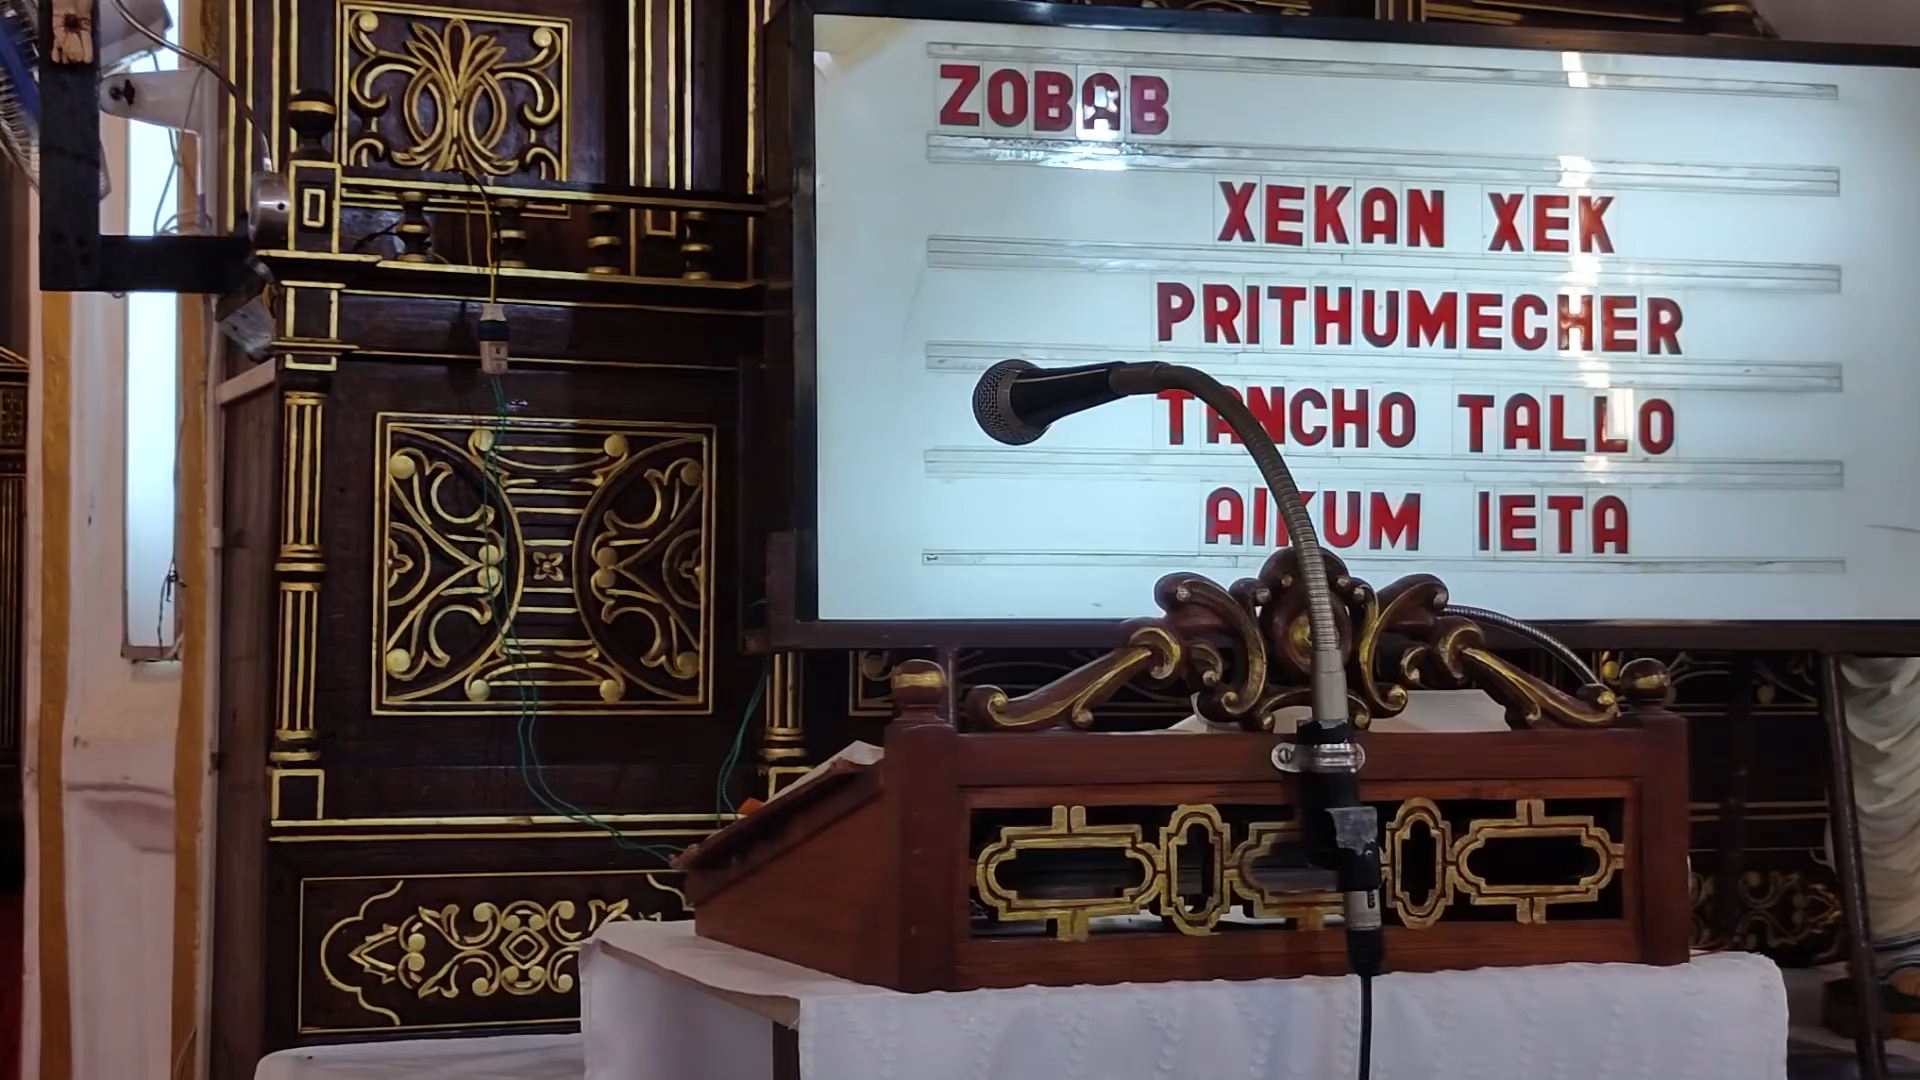 ZOBAB
XEKAN XEK
PRITHUMECHER
TANCHO TALLO
AIKUM IETA